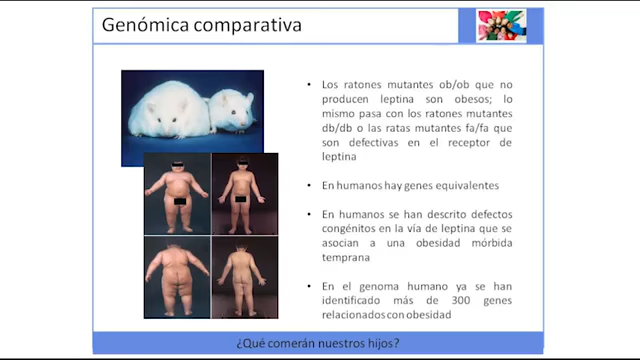 Genómica comparativa
• Los ratones mutantes ob/ob que no
producen leptina son obesos; lo
mismo pasa con los ratones mutantes
db/db o las ratas mutantes fa/fa que
son defectivas en el receptor de
leptina
• En humanos hay genes equivalentes
• En humanos se han descrito defectos
congénitos en la vía de leptina que se
asocian a una obesidad mórbida
temprana
• En el genoma humano ya se han
identificado más de 300 genes
relacionados con obesidad
¿Qué comerán nuestros hijos?